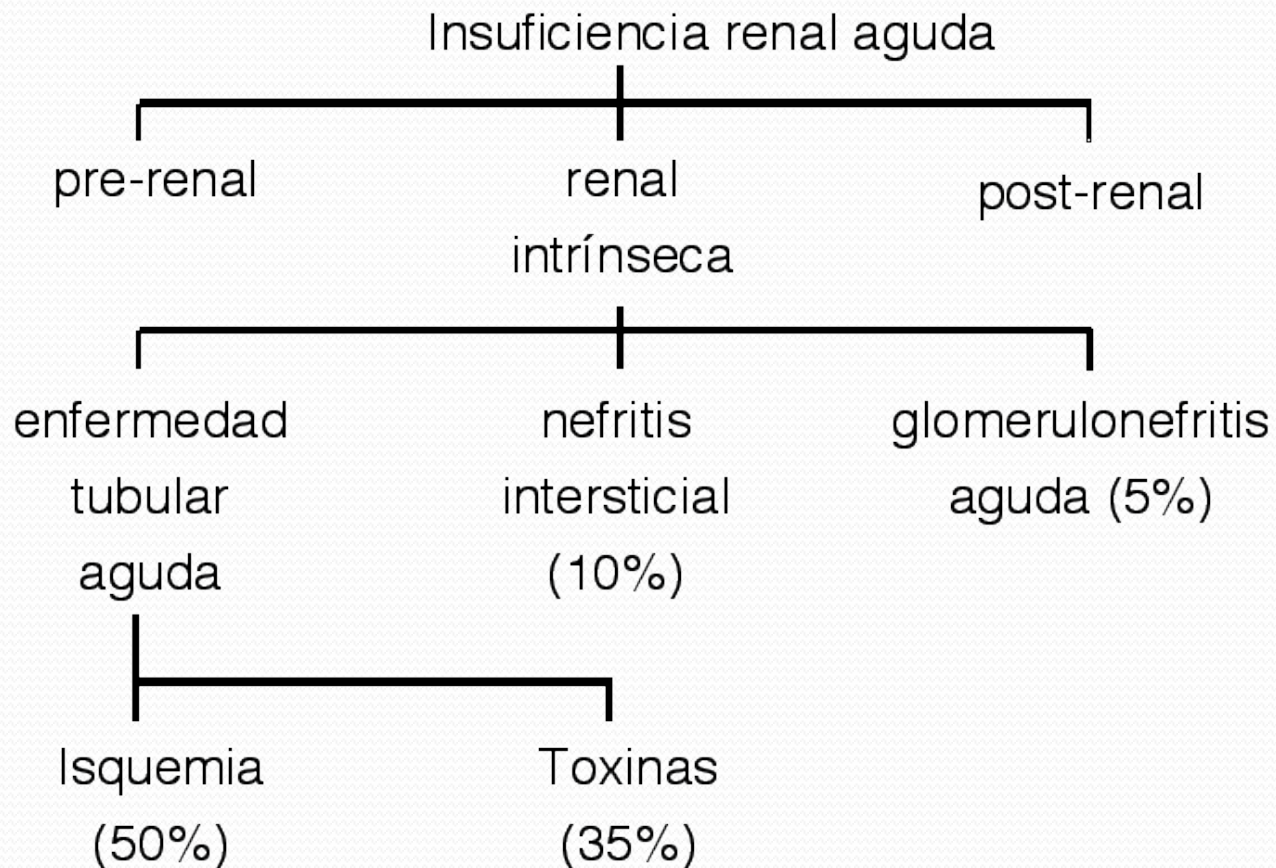 Insuficiencia renal aguda
pre-renal
renal
intrínseca
post-renal
enfermedad
tubular
aguda
nefritis
intersticial
(10%)
glomerulonefritis
aguda (5%)
Isquemia
(50%)
Toxinas
(35%)